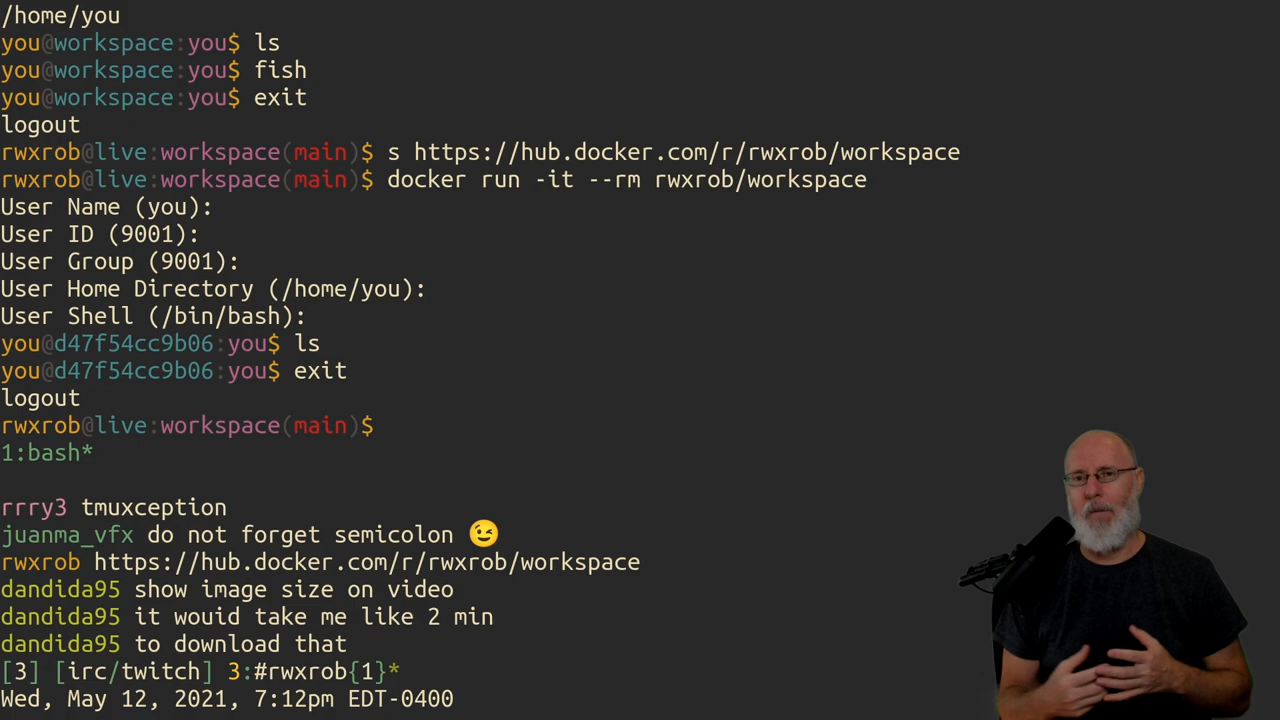 /home/you
you@workspace:you$ ls
you@workspace:you$ fish
you@workspace:you$ exit
logout
rwxrob@live:workspace(main)$ s https://hub.docker.com/r/rwxrob/workspace
rwxrob@live:workspace(main)$ docker run -it --rm rwxrob/workspace
User Name (you):
User ID (9001):
User Group (9001):
User Home Directory (/home/you):
User Shell (/bin/bash):
you@d47f54cc9b06:you$ ls
you@d47f54cc9b06:you$ exit
logout
rwxrob@live:workspace(main)$
1:bash*
rrry3 tmuxception
juanma_vfx do not forget semicolon 😉
rwxrob https://hub.docker.com/r/rwxrob/workspace
dandida95 show image size on video
dandida95 it wouid take me like 2 min
dandida95 to download that
[3] [irc/twitch] 3:#rwxrob{1}*
Wed, May 12, 2021, 7:12pm EDT-0400